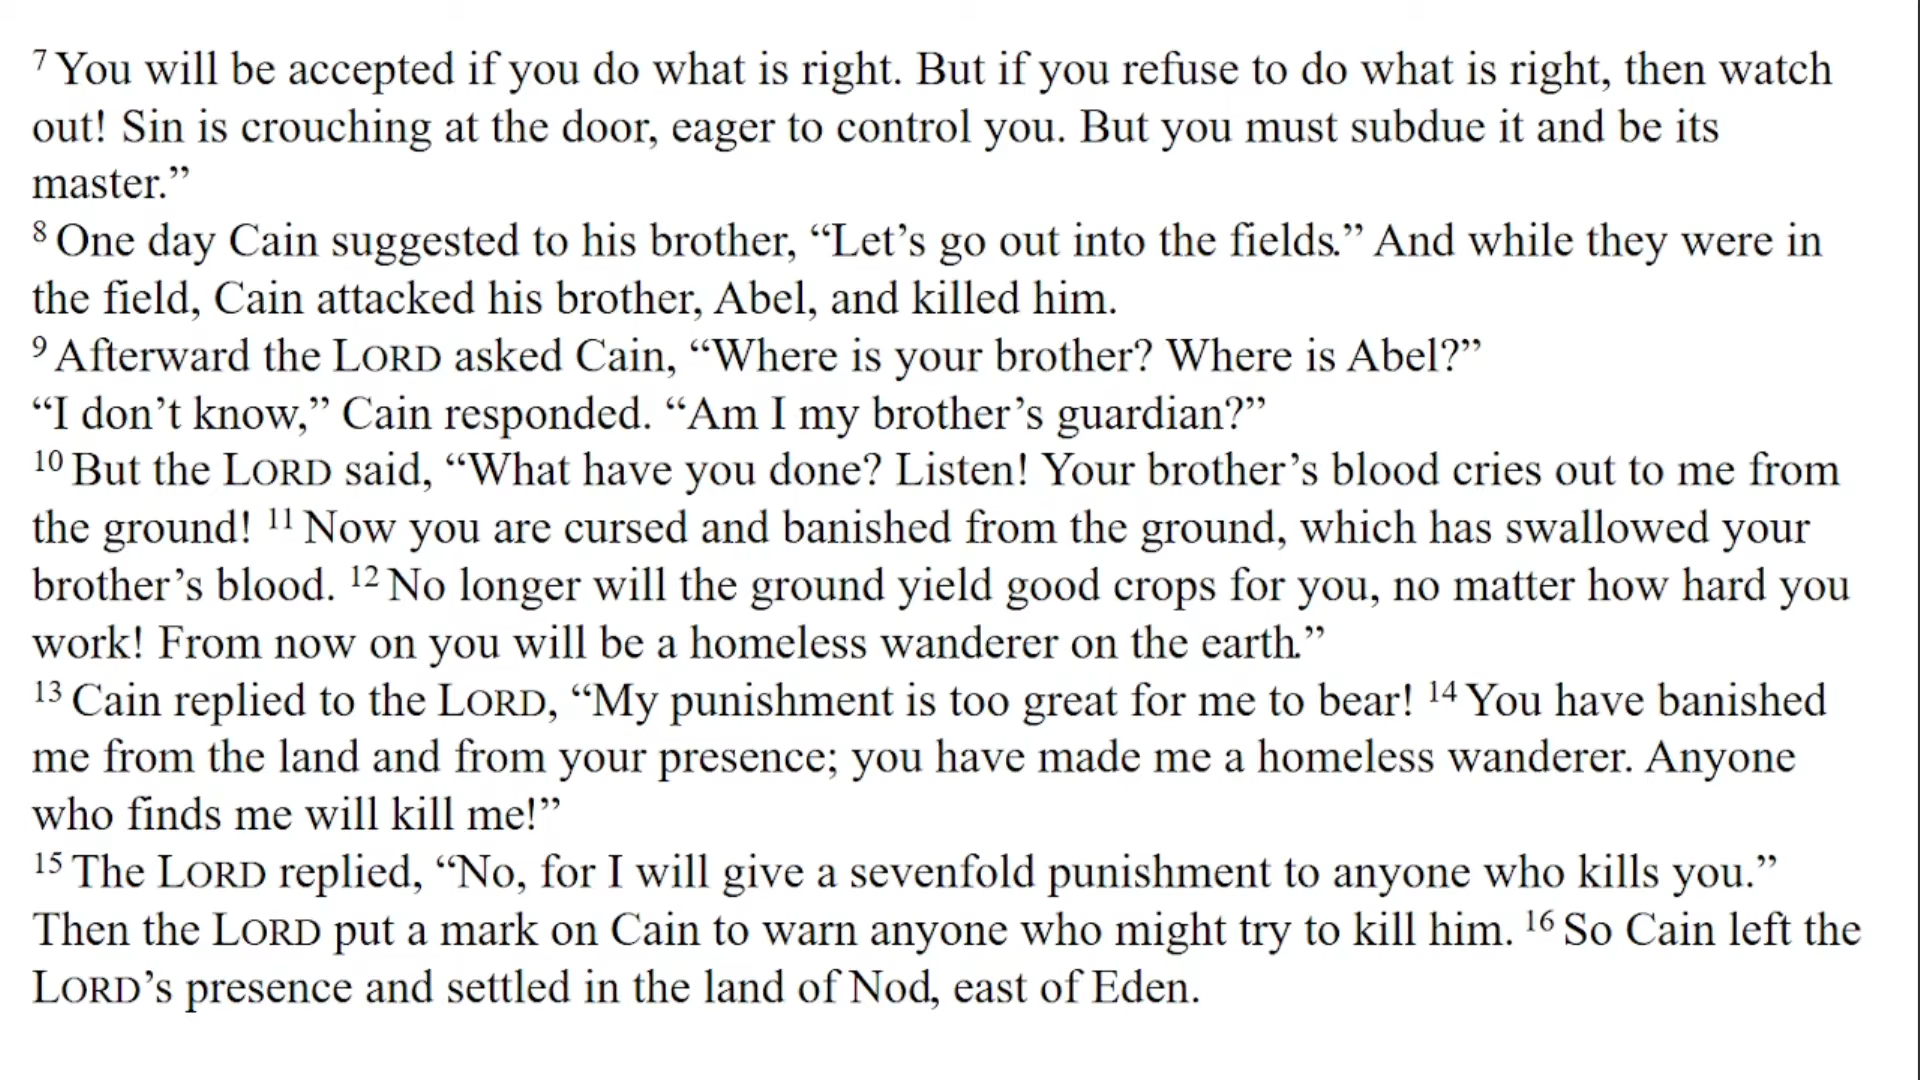 7 You will be accepted if you do what is right. But if you refuse to do what is right, then watch
out! Sin is crouching at the door, eager to control you. But you must subdue it and be its
master.”
8 One day Cain suggested to his brother, “Let’s go out into the fields.” And while they were in
the field, Cain attacked his brother, Abel, and killed him.
9 Afterward the LORD asked Cain, “Where is your brother? Where is Abel?”
“I don’t know,” Cain responded. “Am I my brother’s guardian?”
10 But the LORD said, “What have you done? Listen! Your brother’s blood cries out to me from
the ground! 11 Now you are cursed and banished from the ground, which has swallowed your
brother’s blood. 12 No longer will the ground yield good crops for you, no matter how hard you
work! From now on you will be a homeless wanderer on the earth.”
13 Cain replied to the LORD, “My punishment is too great for me to bear! 14 You have banished
me from the land and from your presence; you have made me a homeless wanderer. Anyone
who finds me will kill me!”
15 The LORD replied, “No, for I will give a sevenfold punishment to anyone who kills you.”
Then the LORD put a mark on Cain to warn anyone who might try to kill him. 16 So Cain left the
LORD’s presence and settled in the land of Nod, east of Eden.